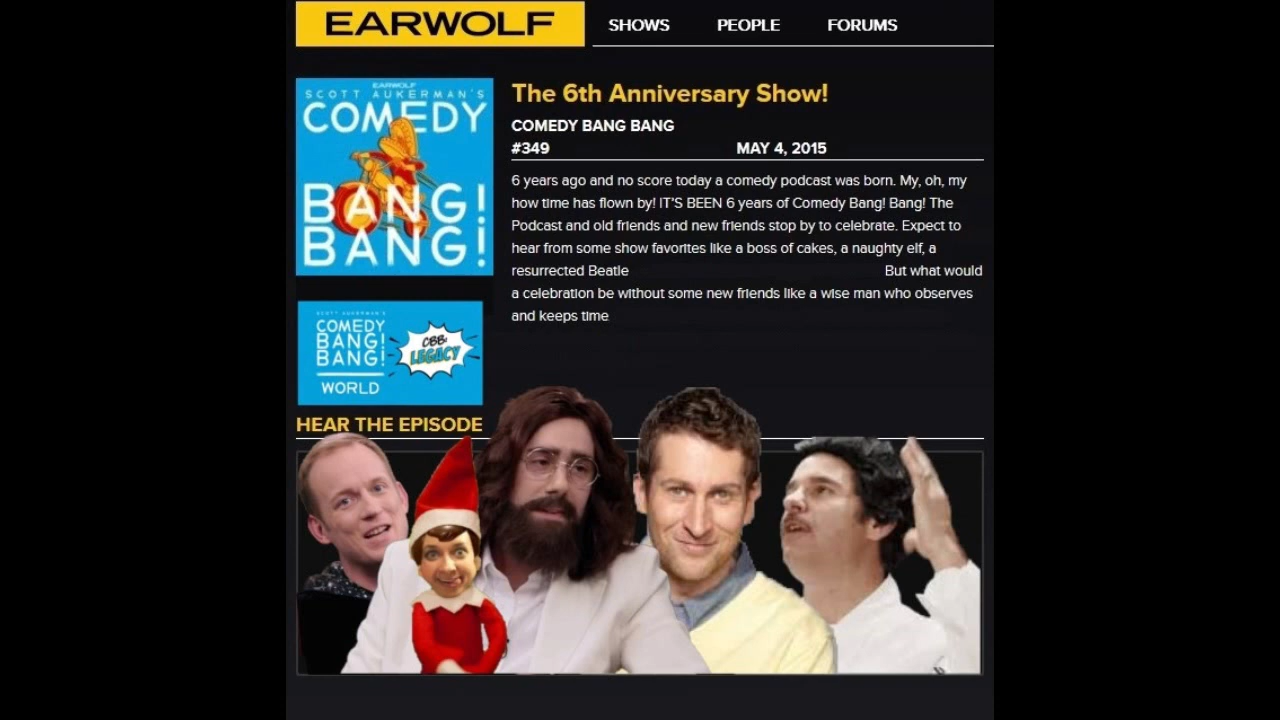 EARWOLF
SHOWS PEOPLE FORUMS
EARWOLF
SCOTT AUKERMAN'S
COMEDY
BANG!
BANG!
The 6th Anniversary Show!
COMEDY BANG BANG
#349 MAY 4, 2015
6 years ago and no score today a comedy podcast was born. My, oh, my
how time has flown by! IT'S BEEN 6 years of Comedy Bang! Bang! The
Podcast and old friends and new friends stop by to celebrate. Expect to
hear from some show favorites like a boss of cakes, a naughty elf, a
resurrected Beatle But what would
a celebration be without some new friends like a wise man who observes
and keeps time
SCOTT AUKERMAN'S
COMEDY
BANG!
BANG!
WORLD
CBB:
LEGACY
HEAR THE EPISODE